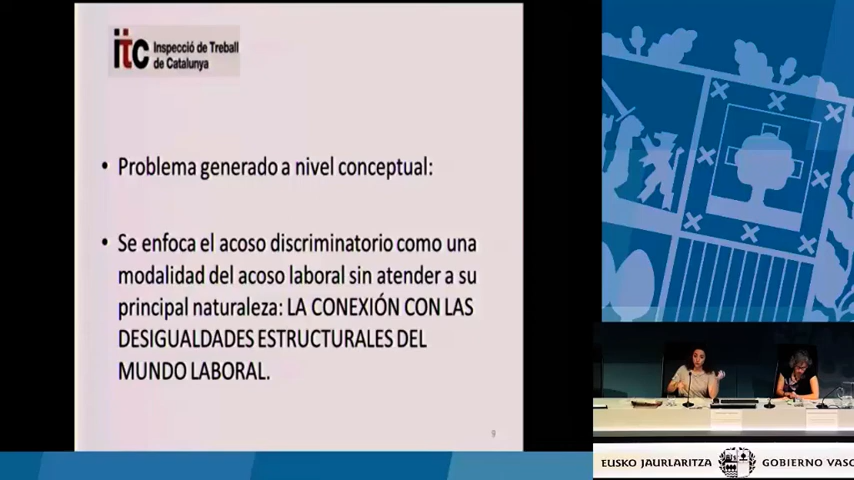 itc Inspecció de Treball
de Catalunya
• Problema generado a nivel conceptual:
• Se enfoca el acoso discriminatorio como una
modalidad del acoso laboral sin atender a su
principal naturaleza: LA CONEXIÓN CON LAS
DESIGUALDADES ESTRUCTURALES DEL
MUNDO LABORAL.
9
EUSKO JAURLARITZA GOBIERNO VASC